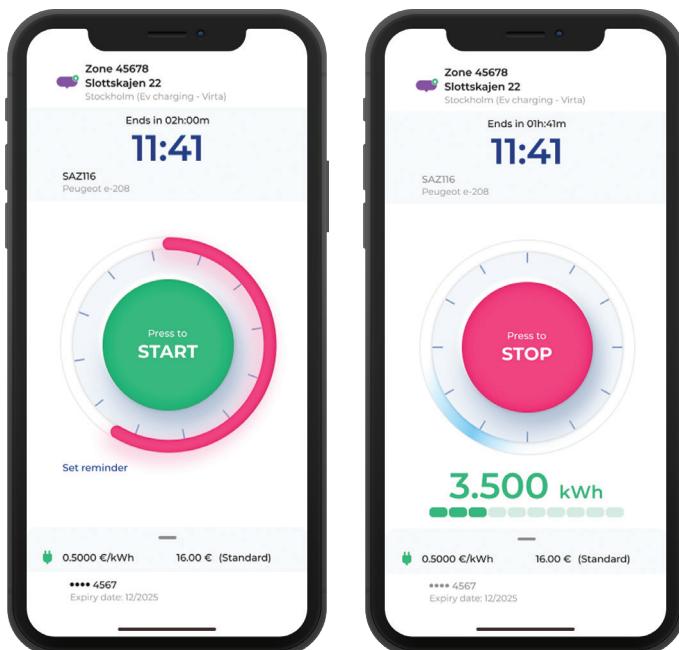 Zone 45678
Slottskajen 22
Stockholm (Ev charging - Virta)
Ends in 02h:00m
11:41
SAZ116
Peugeot e-208
Press to
START
Set reminder
0.5000 €/kWh 16.00 € (Standard)
•••• 4567
Expiry date: 12/2025
Zone 45678
Slottskajen 22
Stockholm (Ev charging - Virta)
Ends in 01h:41m
11:41
SAZ116
Peugeot e-208
Press to
STOP
3.500 kWh
0.5000 €/kWh 16.00 € (Standard)
•••• 4567
Expiry date: 12/2025